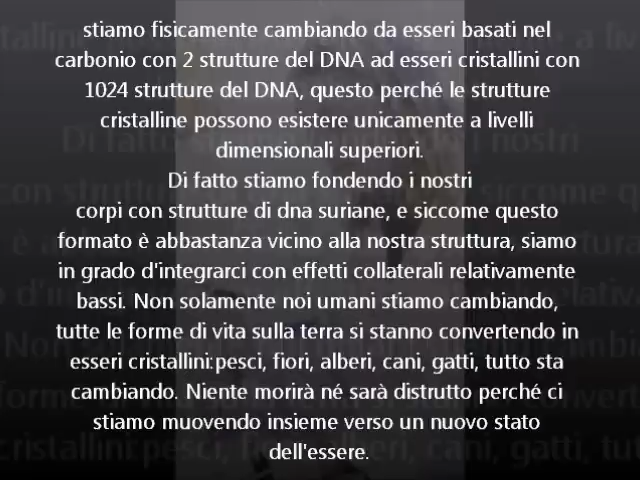 stiamo fisicamente cambiando da esseri basati nel
carbonio con 2 strutture del DNA ad esseri cristallini con
1024 strutture del DNA, questo perché le strutture
cristalline possono esistere unicamente a livelli
dimensionali superiori.
Di fatto stiamo fondendo i nostri
corpi con strutture di dna suriane, e siccome questo
formato è abbastanza vicino alla nostra struttura, siamo
in grado d'integrarci con effetti collaterali relativamente
bassi. Non solamente noi umani stiamo cambiando,
tutte le forme di vita sulla terra si stanno convertendo in
esseri cristallini:pesci, fiori, alberi, cani, gatti, tutto sta
cambiando. Niente morirà né sarà distrutto perché ci
stiamo muovendo insieme verso un nuovo stato
dell'essere.